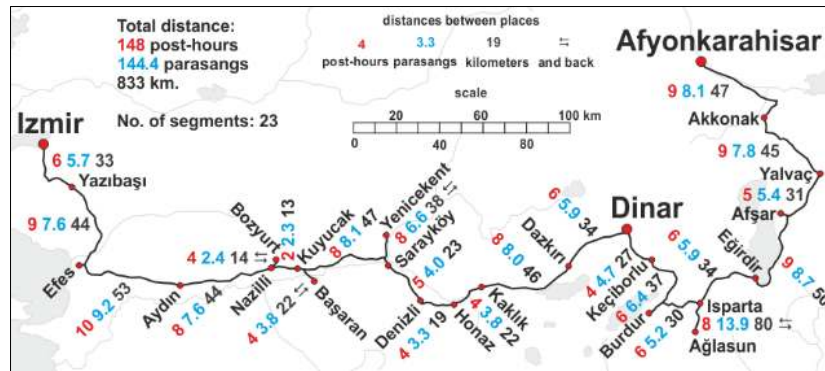 Total distance:
148 post-hours
144.4 parasangs
833 km.
No. of segments: 23
distances between places
4 3.3 19 ⇆
post-hours parasangs kilometers and back
scale
20 60 100 km
0 40 80
Izmir
6 5.7 33
Yazıbaşı
9 7.6 44
Efes
10 9.2 53
Aydın
8 7.6 44
Nazilli
4 2.4 14 ⇆
Bozyurt
2 2.3 13
Kuyucak
4 3.8 22 ⇆
Başaran
8 8.1 47
Yenicekent
8 6.6 38 ⇆
Sarayköy
5 4.0 23
Denizli
4 3.3 19
Honaz
4 3.8 22
Kaklık
8 8.0 46
Dazkırı
6 5.9 34
Dinar
4 4.7 27
Keçiborlu
6 6.4 37
Burdur
6 5.2 30
Isparta
8 13.9 80 ⇆
Ağlasun
6 5.9 34
Eğirdir
9 8.7 50
Afşar
5 5.4 31
Yalvaç
9 7.8 45
Akkonak
9 8.1 47
Afyonkarahisar